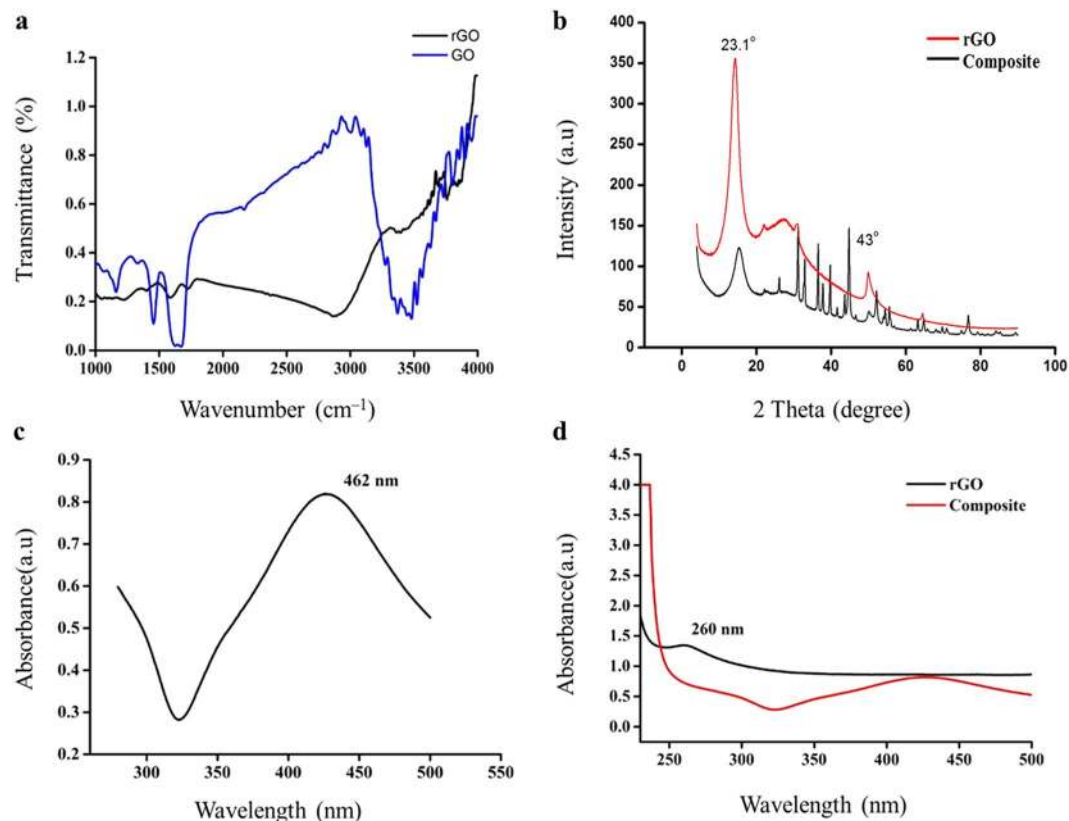 a
rGO
GO
Transmittance (%)
1.2
1.0
0.8
0.6
0.4
0.2
0.0
1000 1500 2000 2500 3000 3500 4000
Wavenumber (cm⁻¹)
b
23.1°
rGO
Composite
43°
Intensity (a.u)
400
350
300
250
200
150
100
50
0
0 20 40 60 80 100
2 Theta (degree)
c
462 nm
Absorbance(a.u)
0.9
0.8
0.7
0.6
0.5
0.4
0.3
0.2
300 350 400 450 500 550
Wavelength (nm)
d
rGO
Composite
260 nm
Absorbance(a.u)
4.5
4.0
3.5
3.0
2.5
2.0
1.5
1.0
0.5
0.0
250 300 350 400 450 500
Wavelength (nm)